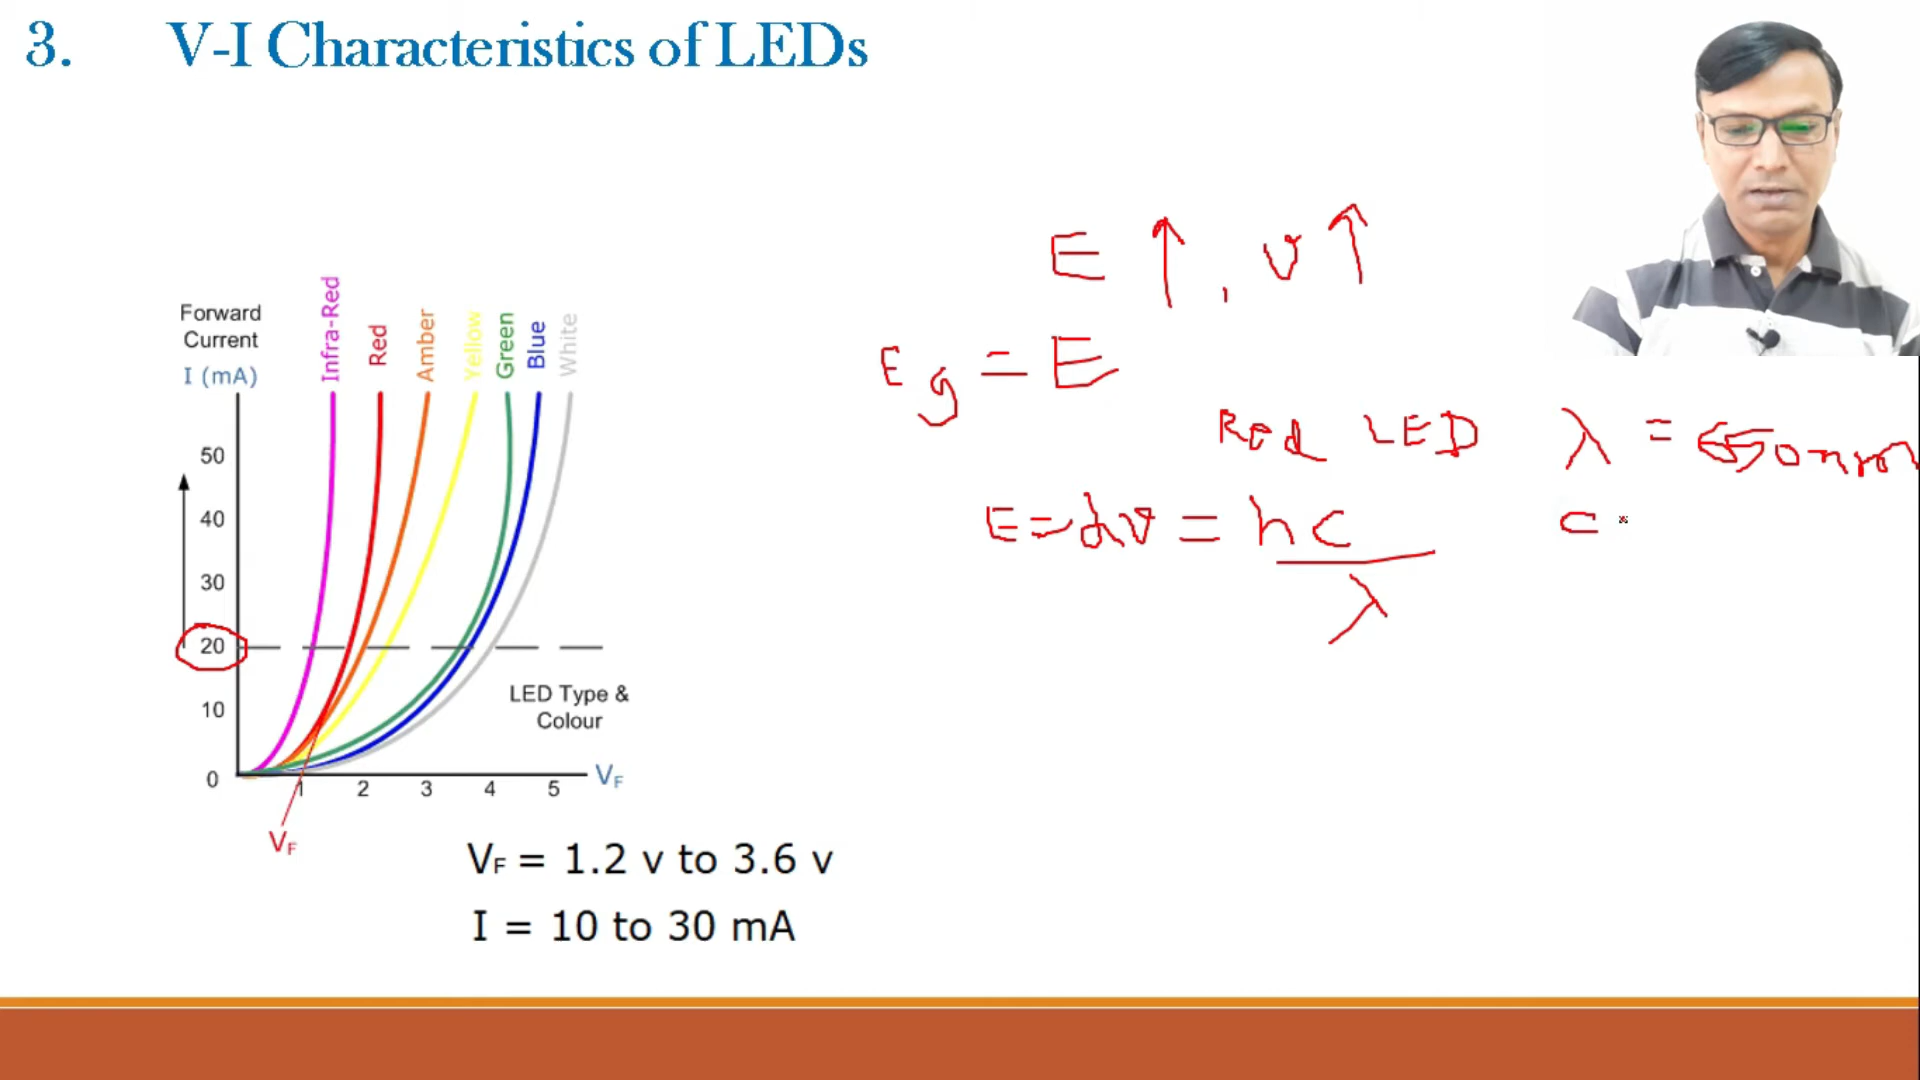 3. V-I Characteristics of LEDs
Forward
Current
I (mA)
50
40
30
20
10
0
Infra-Red
Red
Amber
Yellow
Green
Blue
White
LED Type &
Colour
1 2 3 4 5 VF
VF
VF = 1.2 v to 3.6 v
I = 10 to 30 mA
E ↑, ν ↑
Eg = E
Red LED λ =
E = hν = hc
λ
c